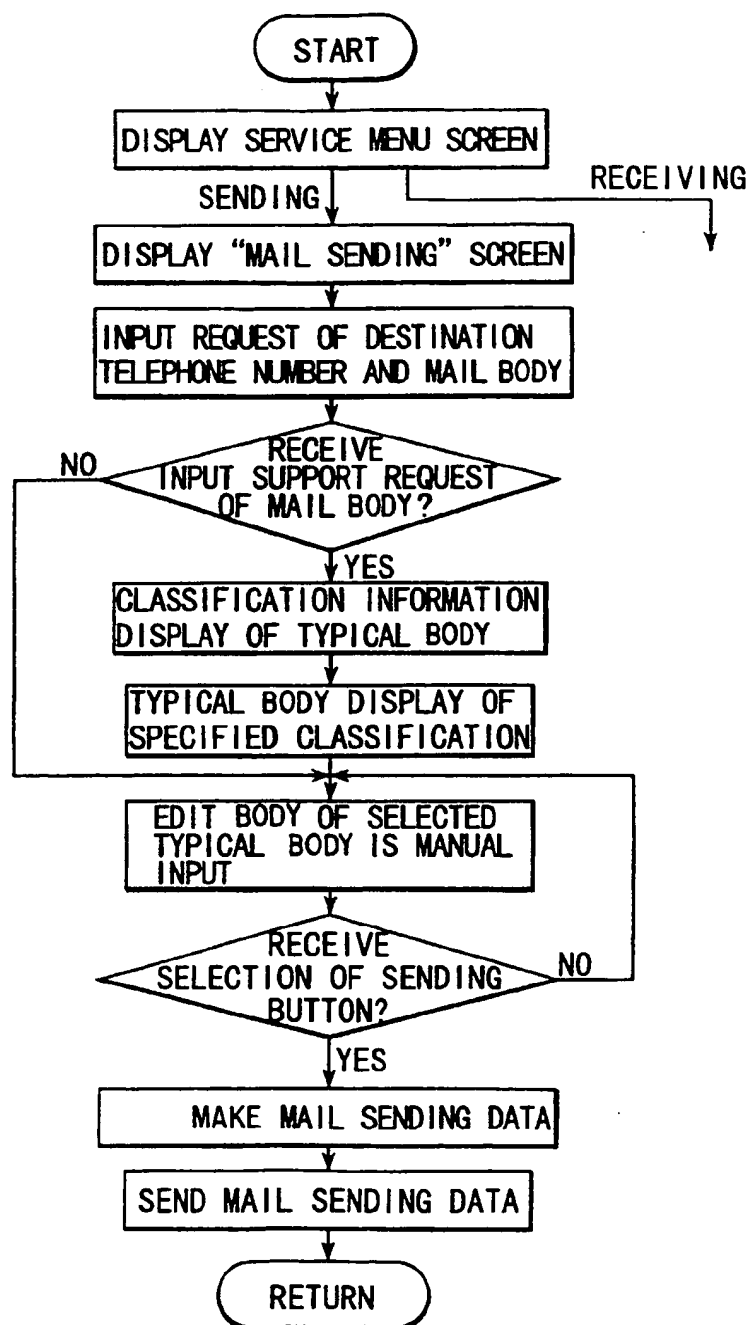 START
DISPLAY SERVICE MENU SCREEN
RECEIVING
SENDING
DISPLAY “MAIL SENDING” SCREEN
INPUT REQUEST OF DESTINATION
TELEPHONE NUMBER AND MAIL BODY
NO
RECEIVE
INPUT SUPPORT REQUEST
OF MAIL BODY?
YES
CLASSIFICATION INFORMATION
DISPLAY OF TYPICAL BODY
TYPICAL BODY DISPLAY OF
SPECIFIED CLASSIFICATION
EDIT BODY OF SELECTED
TYPICAL BODY IS MANUAL
INPUT
RECEIVE
SELECTION OF SENDING
BUTTON?
NO
YES
MAKE MAIL SENDING DATA
SEND MAIL SENDING DATA
RETURN